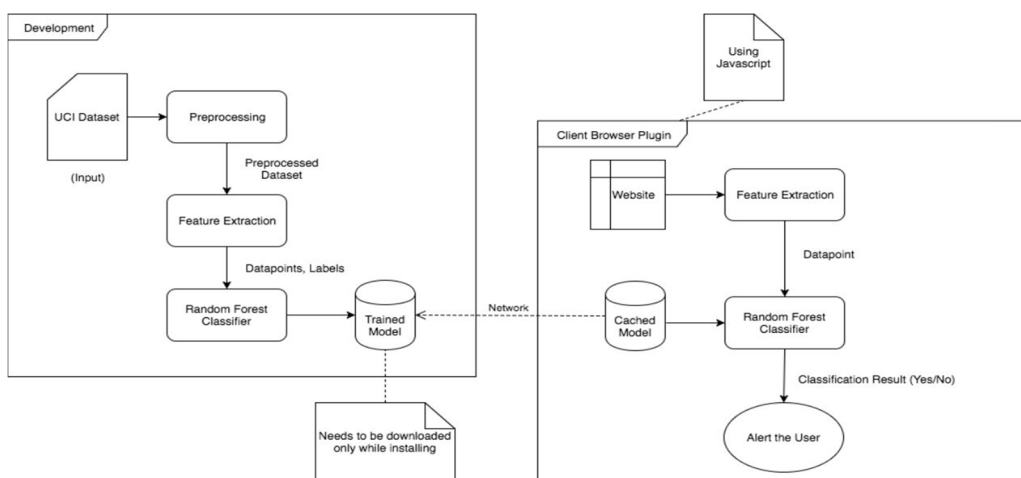 Development
UCI Dataset
(Input)
Preprocessing
Preprocessed
Dataset
Feature Extraction
Datapoints, Labels
Random Forest
Classifier
Trained
Model
Needs to be downloaded
only while installing
Network
Using
Javascript
Client Browser Plugin
Website
Feature Extraction
Datapoint
Cached
Model
Random Forest
Classifier
Classification Result (Yes/No)
Alert the User